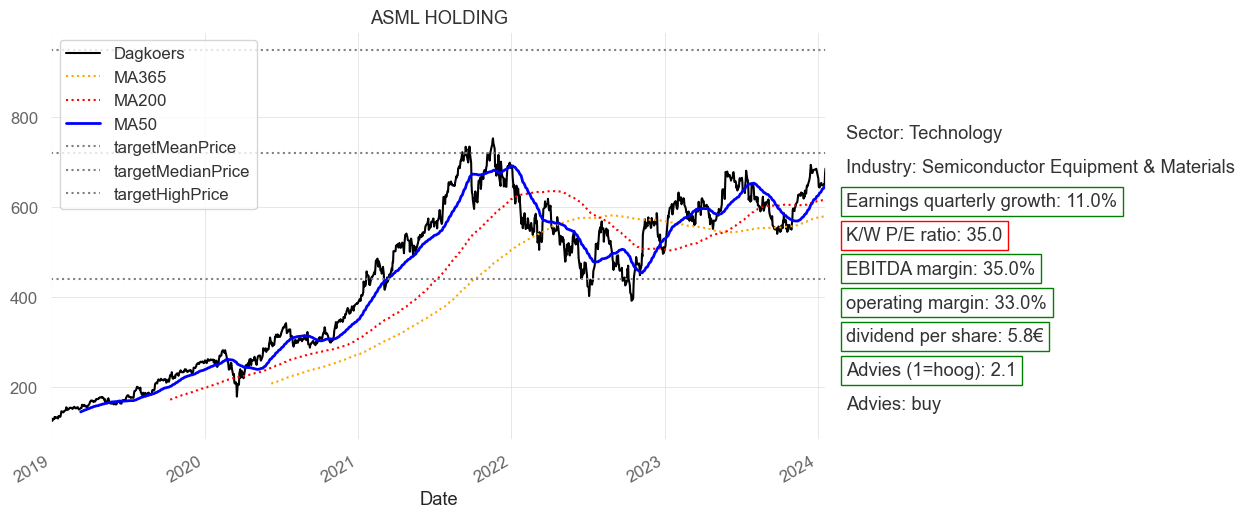 ASML HOLDING
Dagkoers
MA365
MA200
MA50
targetMeanPrice
targetMedianPrice
targetHighPrice
800
600
400
200
2019
2020
2021
2022
2023
2024
Date
Sector: Technology
Industry: Semiconductor Equipment & Materials
Earnings quarterly growth: 11.0%
K/W P/E ratio: 35.0
EBITDA margin: 35.0%
operating margin: 33.0%
dividend per share: 5.8€
Advies (1=hoog): 2.1
Advies: buy